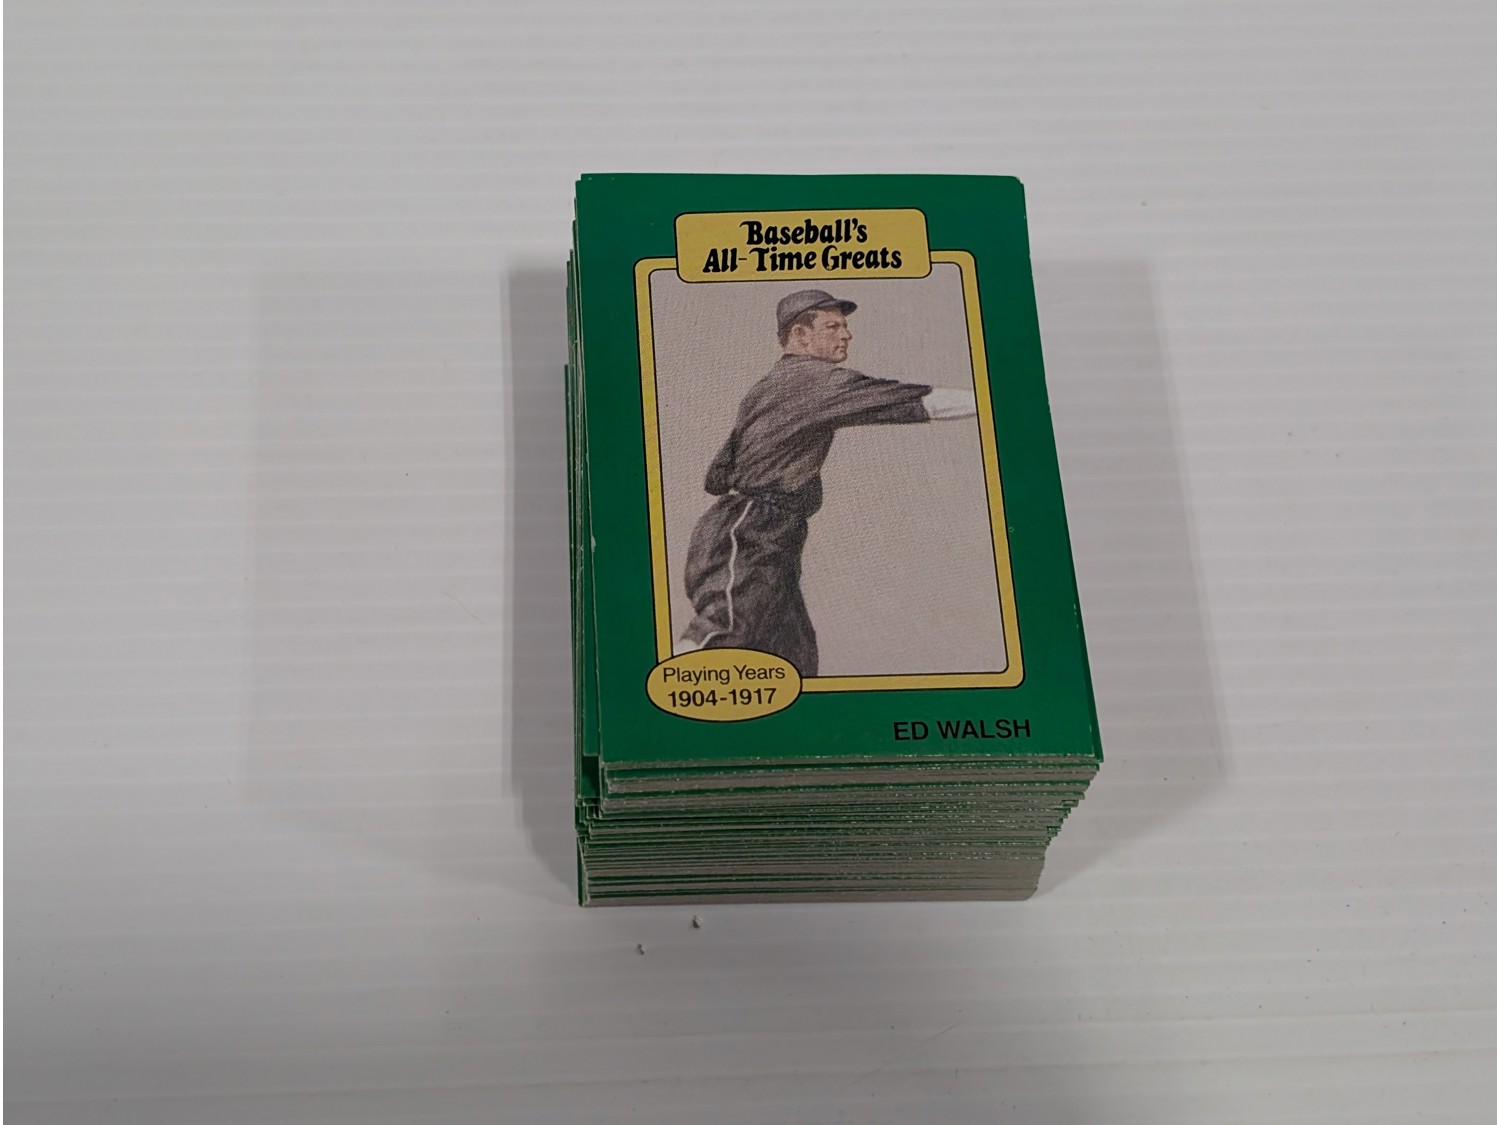 Baseball's
All-Time Greats
Playing Years
1904-1917
ED WALSH